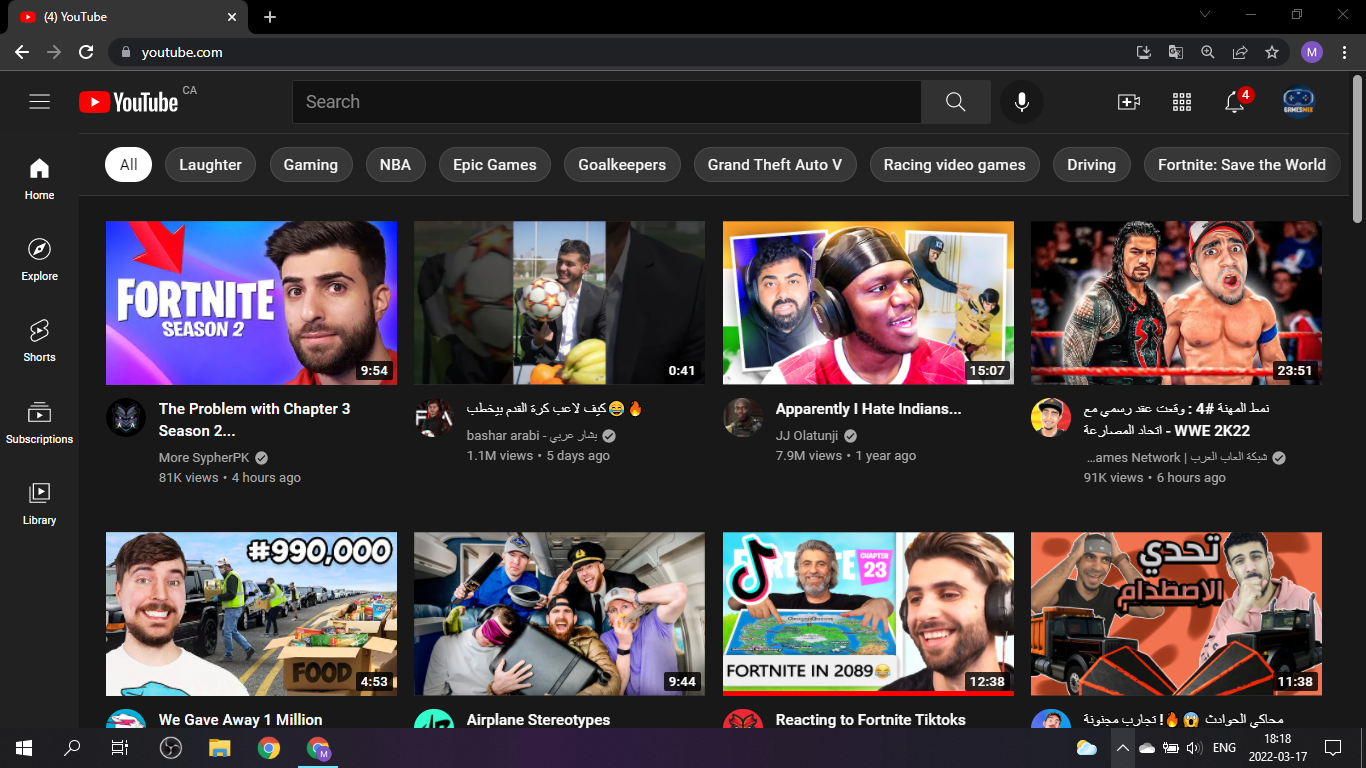 (4) YouTube
youtube.com
M
YouTube
CA
Search
4
GAMESMIX
All
Laughter
Gaming
NBA
Epic Games
Goalkeepers
Grand Theft Auto V
Racing video games
Driving
Fortnite: Save the World
Home
Explore
Shorts
Subscriptions
Library
FORTNITE
SEASON 2
9:54
0:41
15:07
23:51
The Problem with Chapter 3
Season 2...
More SypherPK
81K views • 4 hours ago
كيف لاعب كرة القدم بيخطب😂🔥
bashar arabi - بشار عربي
1.1M views • 5 days ago
Apparently I Hate Indians...
JJ Olatunji
7.9M views • 1 year ago
نمط المهنة #4 : وقعت عقد رسمي مع
اتحاد المصارعة - WWE 2K22
شبكة العاب العرب | ames Network...
91K views • 6 hours ago
#990,000
FOOD
4:53
9:44
CHAPTER
23
FORTNITE IN 2089😂
12:38
تحدي
الإصطدام
11:38
We Gave Away 1 Million
Airplane Stereotypes
Reacting to Fortnite Tiktoks
محاكي الحوادث 😱🔥! تجارب مجنونة
M
ENG
18:18
2022-03-17